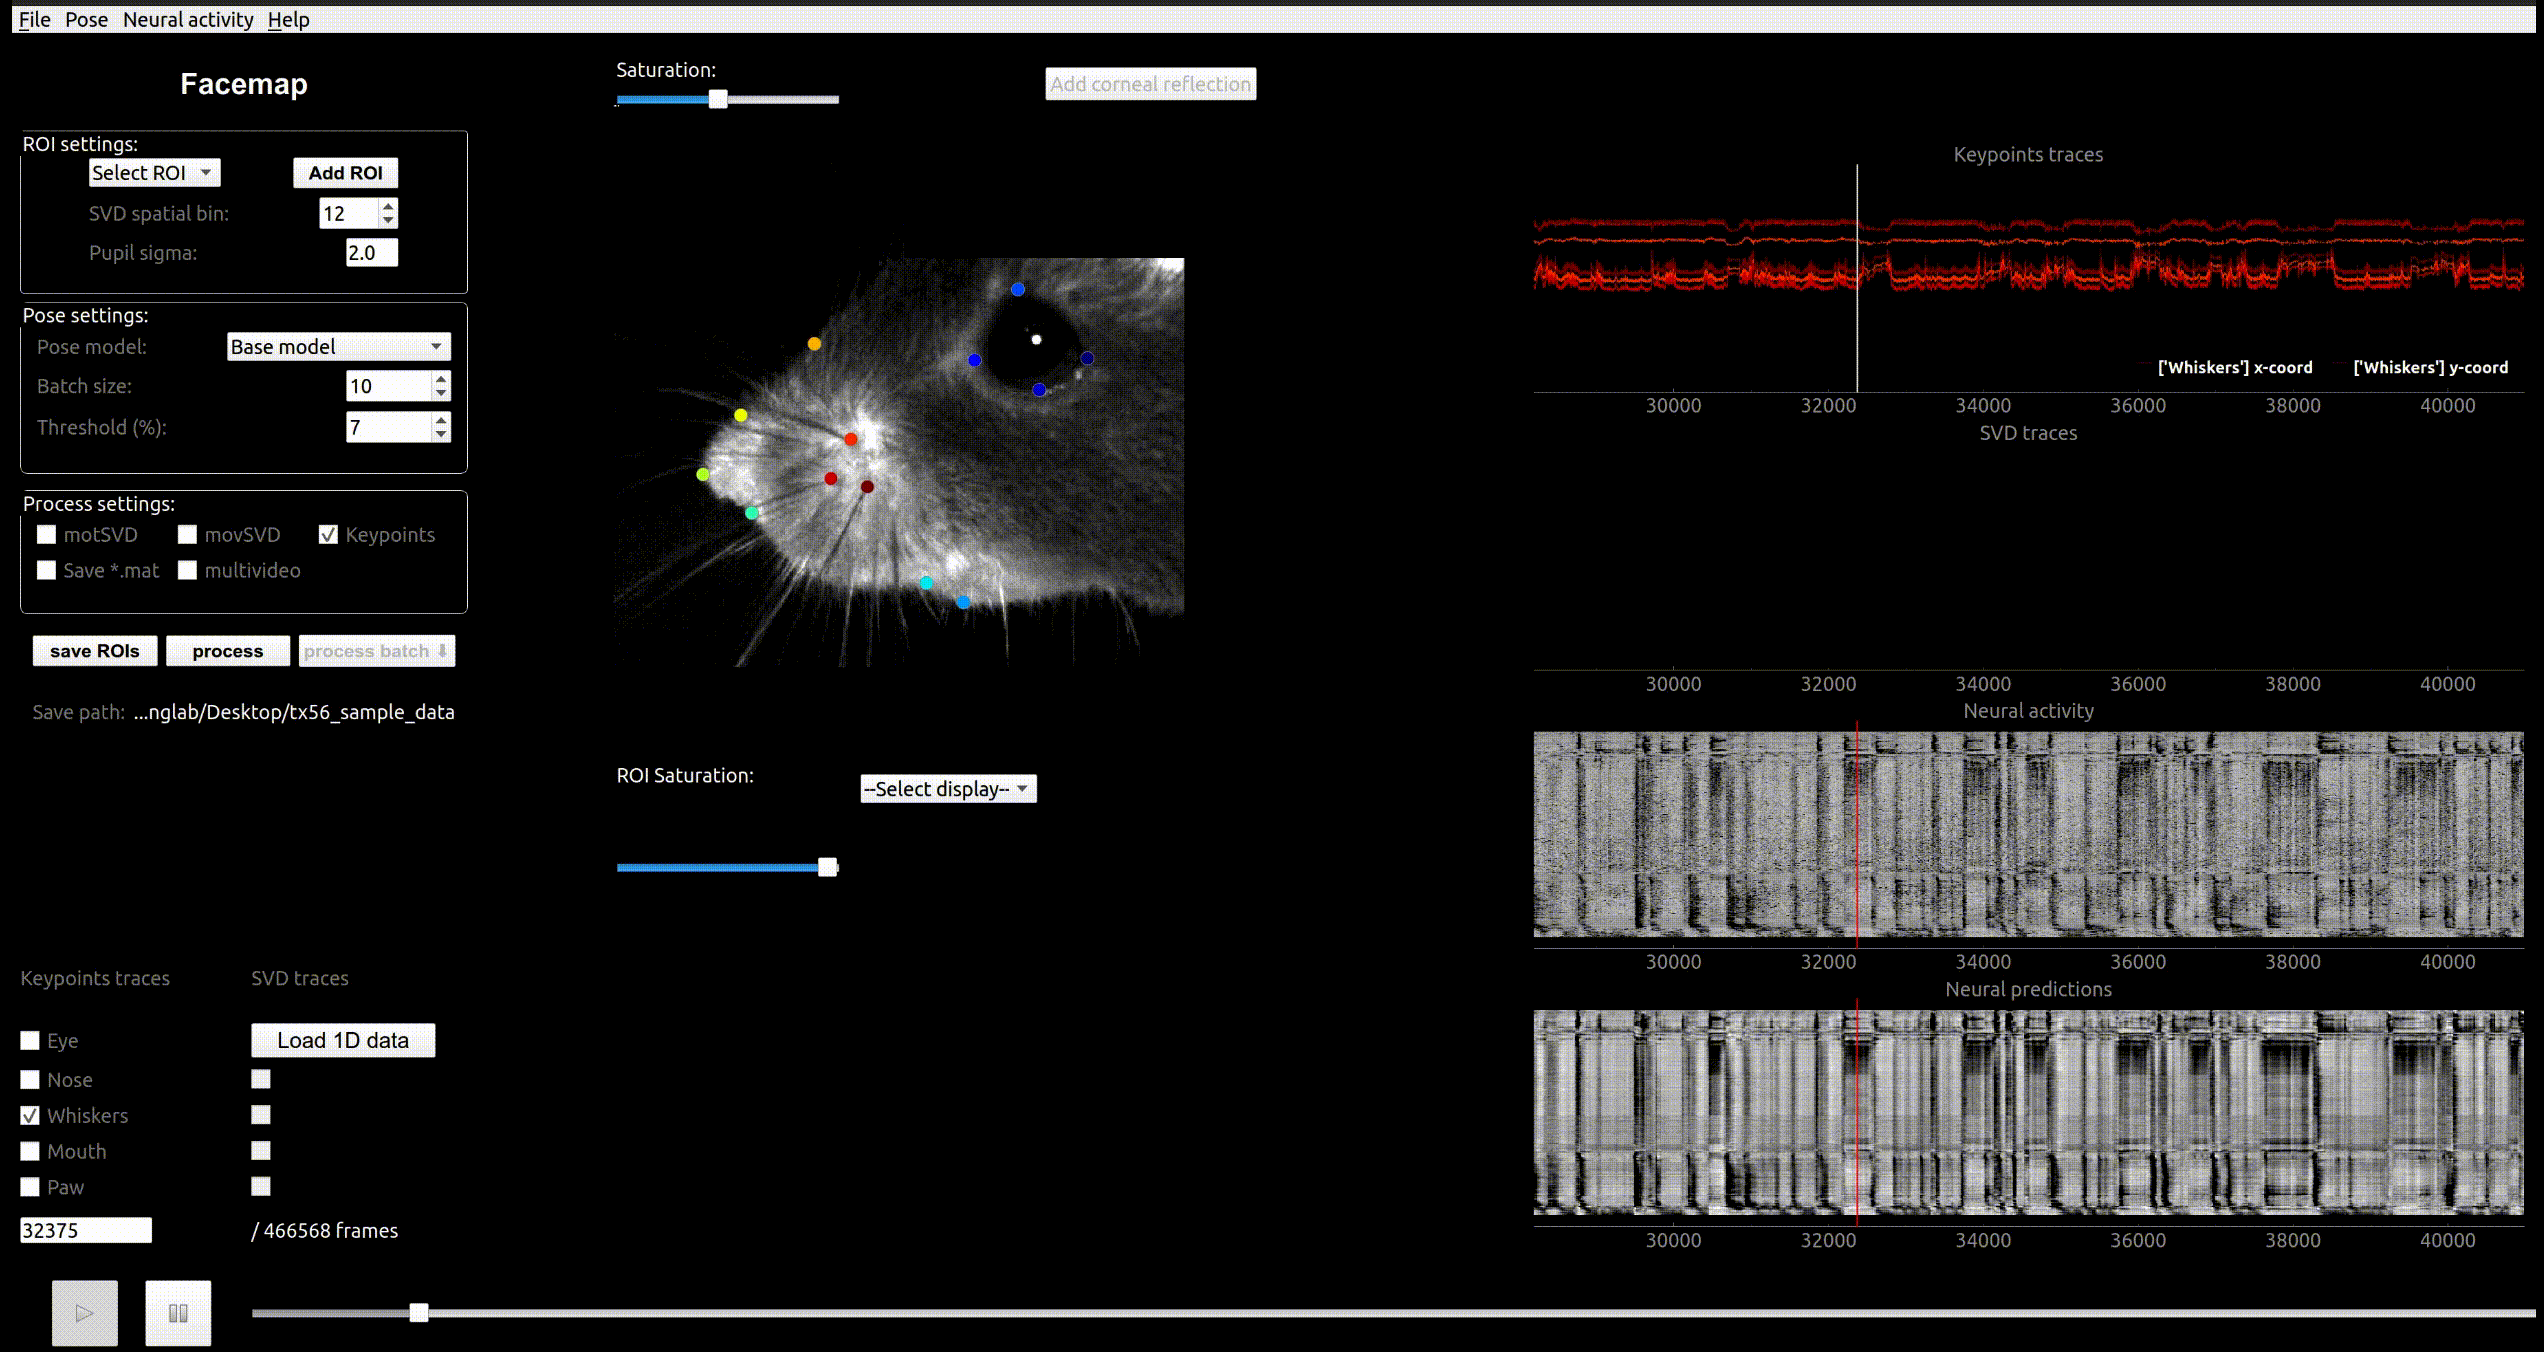 File Pose Neural activity Help
Facemap
ROI settings:
Select ROI Add ROI
SVD spatial bin: 12
Pupil sigma: 2.0
Pose settings:
Pose model: Base model
Batch size: 10
Threshold (%): 7
Process settings:
motSVD movSVD Keypoints
Save *.mat multivideo
save ROIs process process batch ⬇
Save path: ...nglab/Desktop/tx56_sample_data
Keypoints traces SVD traces
Eye Load 1D data
Nose
Whiskers
Mouth
Paw
32375 / 466568 frames
Saturation:
Add corneal reflection
ROI Saturation:
--Select display--
Keypoints traces
['Whiskers'] x-coord ['Whiskers'] y-coord
30000 32000 34000 36000 38000 40000
SVD traces
30000 32000 34000 36000 38000 40000
Neural activity
30000 32000 34000 36000 38000 40000
Neural predictions
30000 32000 34000 36000 38000 40000